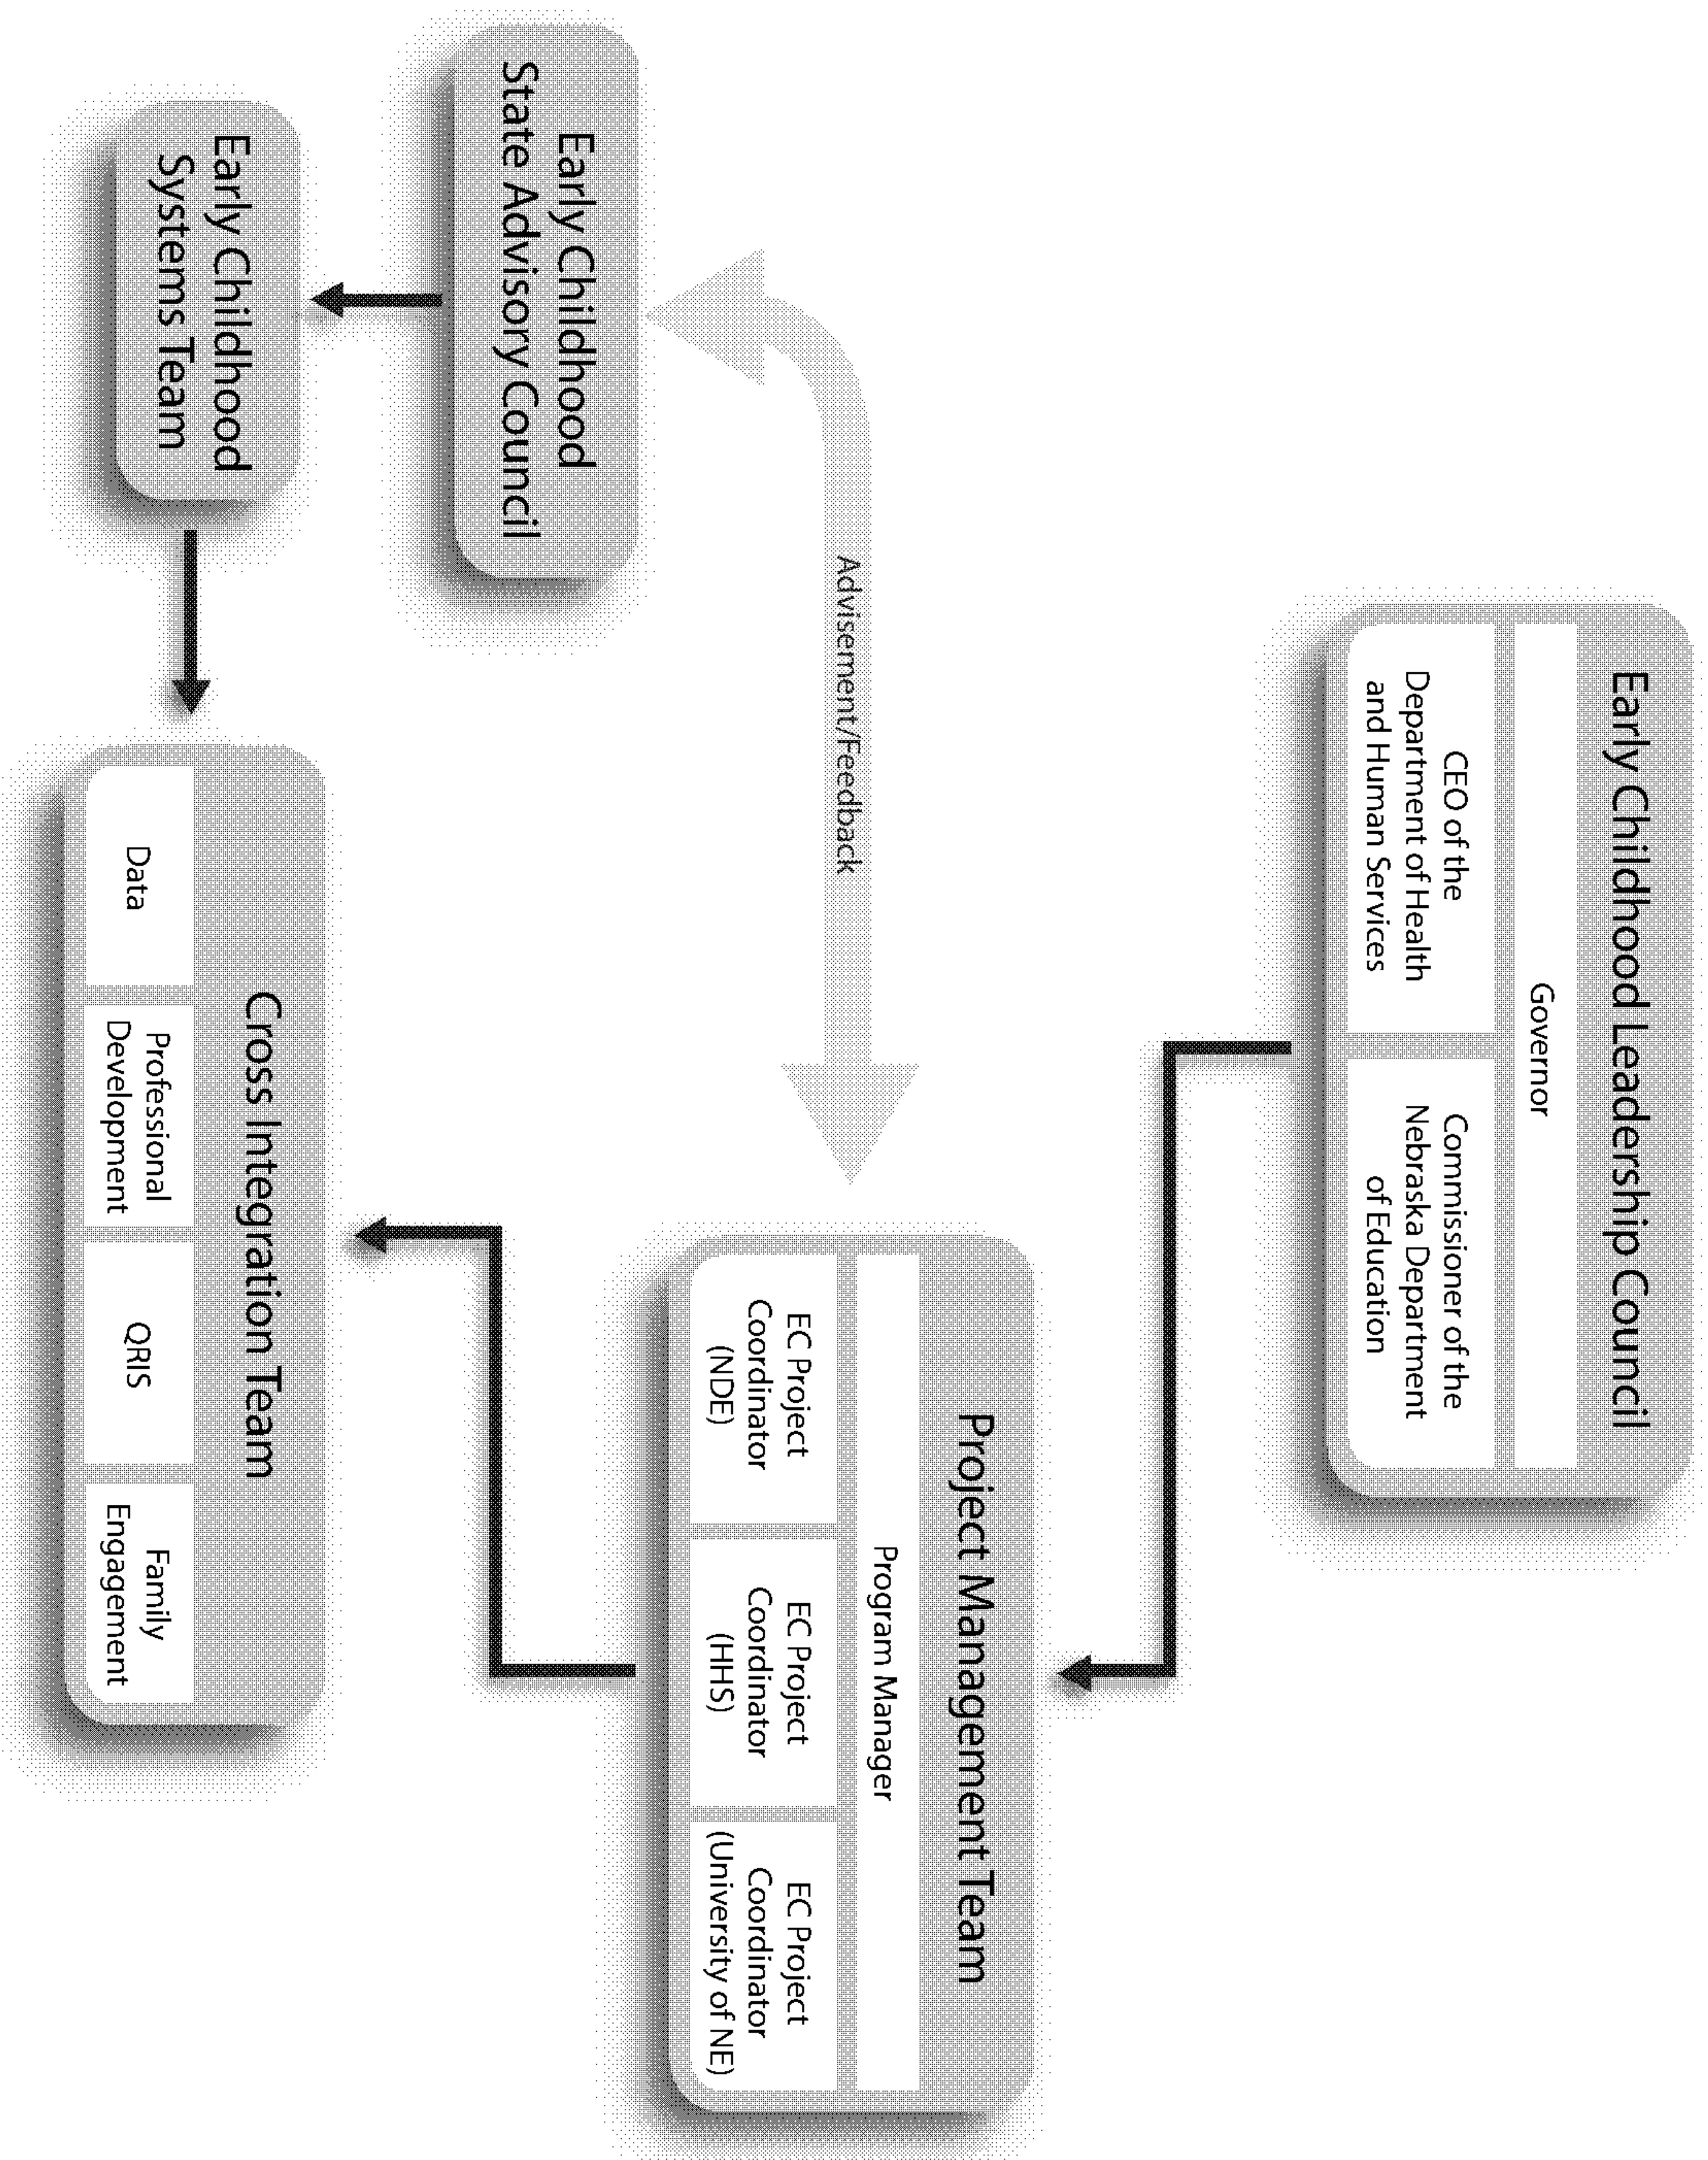 Early Childhood Leadership Council
Governor
CEO of the
Department of Health
and Human Services
Commissioner of the
Nebraska Department
of Education
Advisement/Feedback
Early Childhood
State Advisory Council
Project Management Team
Program Manager
EC Project
Coordinator
(NDE)
EC Project
Coordinator
(HHS)
EC Project
Coordinator
(University of NE)
Early Childhood
Systems Team
Cross Integration Team
Data
Professional
Development
QRIS
Family
Engagement